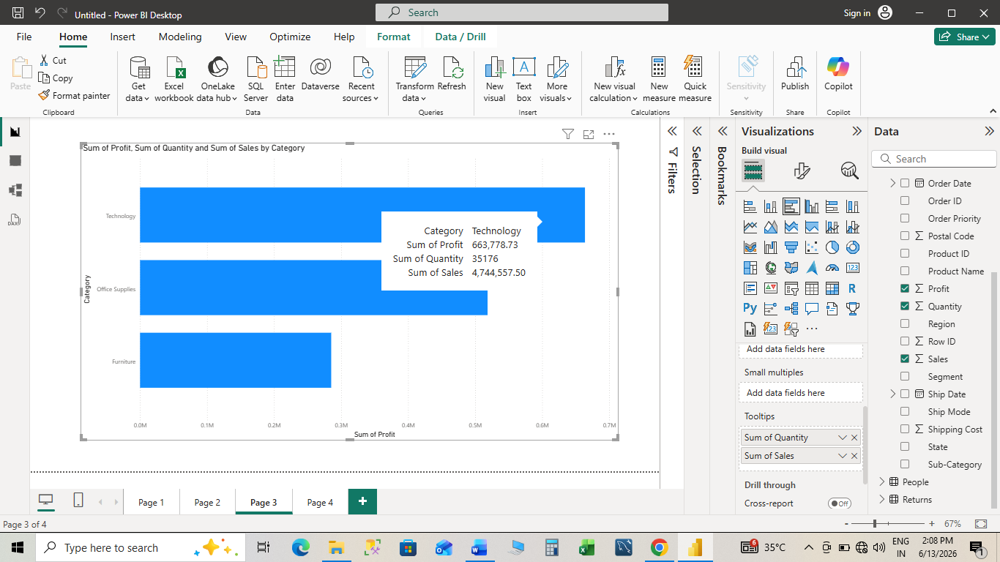 Untitled - Power BI Desktop
Search
Sign in
File
Home
Insert
Modeling
View
Optimize
Help
Format
Data / Drill
Share
Paste
Cut
Copy
Format painter
Clipboard
Get data
Excel workbook
OneLake data hub
SQL Server
Enter data
Dataverse
Recent sources
Data
Transform data
Refresh
Queries
New visual
Text box
More visuals
Insert
New visual calculation
New measure
Quick measure
Calculations
Sensitivity
Sensitivity
Publish
Share
Copilot
Copilot
Sum of Profit, Sum of Quantity and Sum of Sales by Category
Category
Technology
Office Supplies
Furniture
Category Technology
Sum of Profit 663,778.73
Sum of Quantity 35176
Sum of Sales 4,744,557.50
0.0M 0.1M 0.2M 0.3M 0.4M 0.5M 0.6M 0.7M
Sum of Profit
Filters
Selection
Bookmarks
Visualizations
Build visual
R
Py
123
Add data fields here
Small multiples
Add data fields here
Tooltips
Sum of Quantity
Sum of Sales
Drill through
Cross-report
Off
Data
Search
Order Date
Order ID
Order Priority
Postal Code
Product ID
Product Name
Profit
Quantity
Region
Row ID
Sales
Segment
Ship Date
Ship Mode
Shipping Cost
State
Sub-Category
People
Returns
DAX
Page 1
Page 2
Page 3
Page 4
+
Page 3 of 4
- + 67%
Type here to search
6
35°C
ENG
IN
2:08 PM
6/13/2026
1